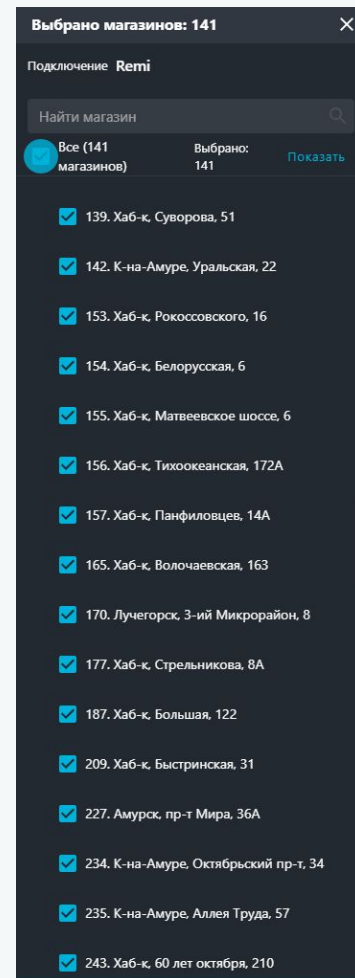 Выбрано магазинов: 141
Подключение Remi
Найти магазин
Все (141 магазинов)
Выбрано: 141
Показать
139. Хаб-к, Суворова, 51
142. К-на-Амуре, Уральская, 22
153. Хаб-к, Рокоссовского, 16
154. Хаб-к, Белорусская, 6
155. Хаб-к, Матвеевское шоссе, 6
156. Хаб-к, Тихоокеанская, 172А
157. Хаб-к, Панфиловцев, 14А
165. Хаб-к, Волочаевская, 163
170. Лучегорск, 3-ий Микрорайон, 8
177. Хаб-к, Стрельникова, 8А
187. Хаб-к, Большая, 122
209. Хаб-к, Быстринская, 31
227. Амурск, пр-т Мира, 36А
234. К-на-Амуре, Октябрьский пр-т, 34
235. К-на-Амуре, Аллея Труда, 57
243. Хаб-к, 60 лет октября, 210